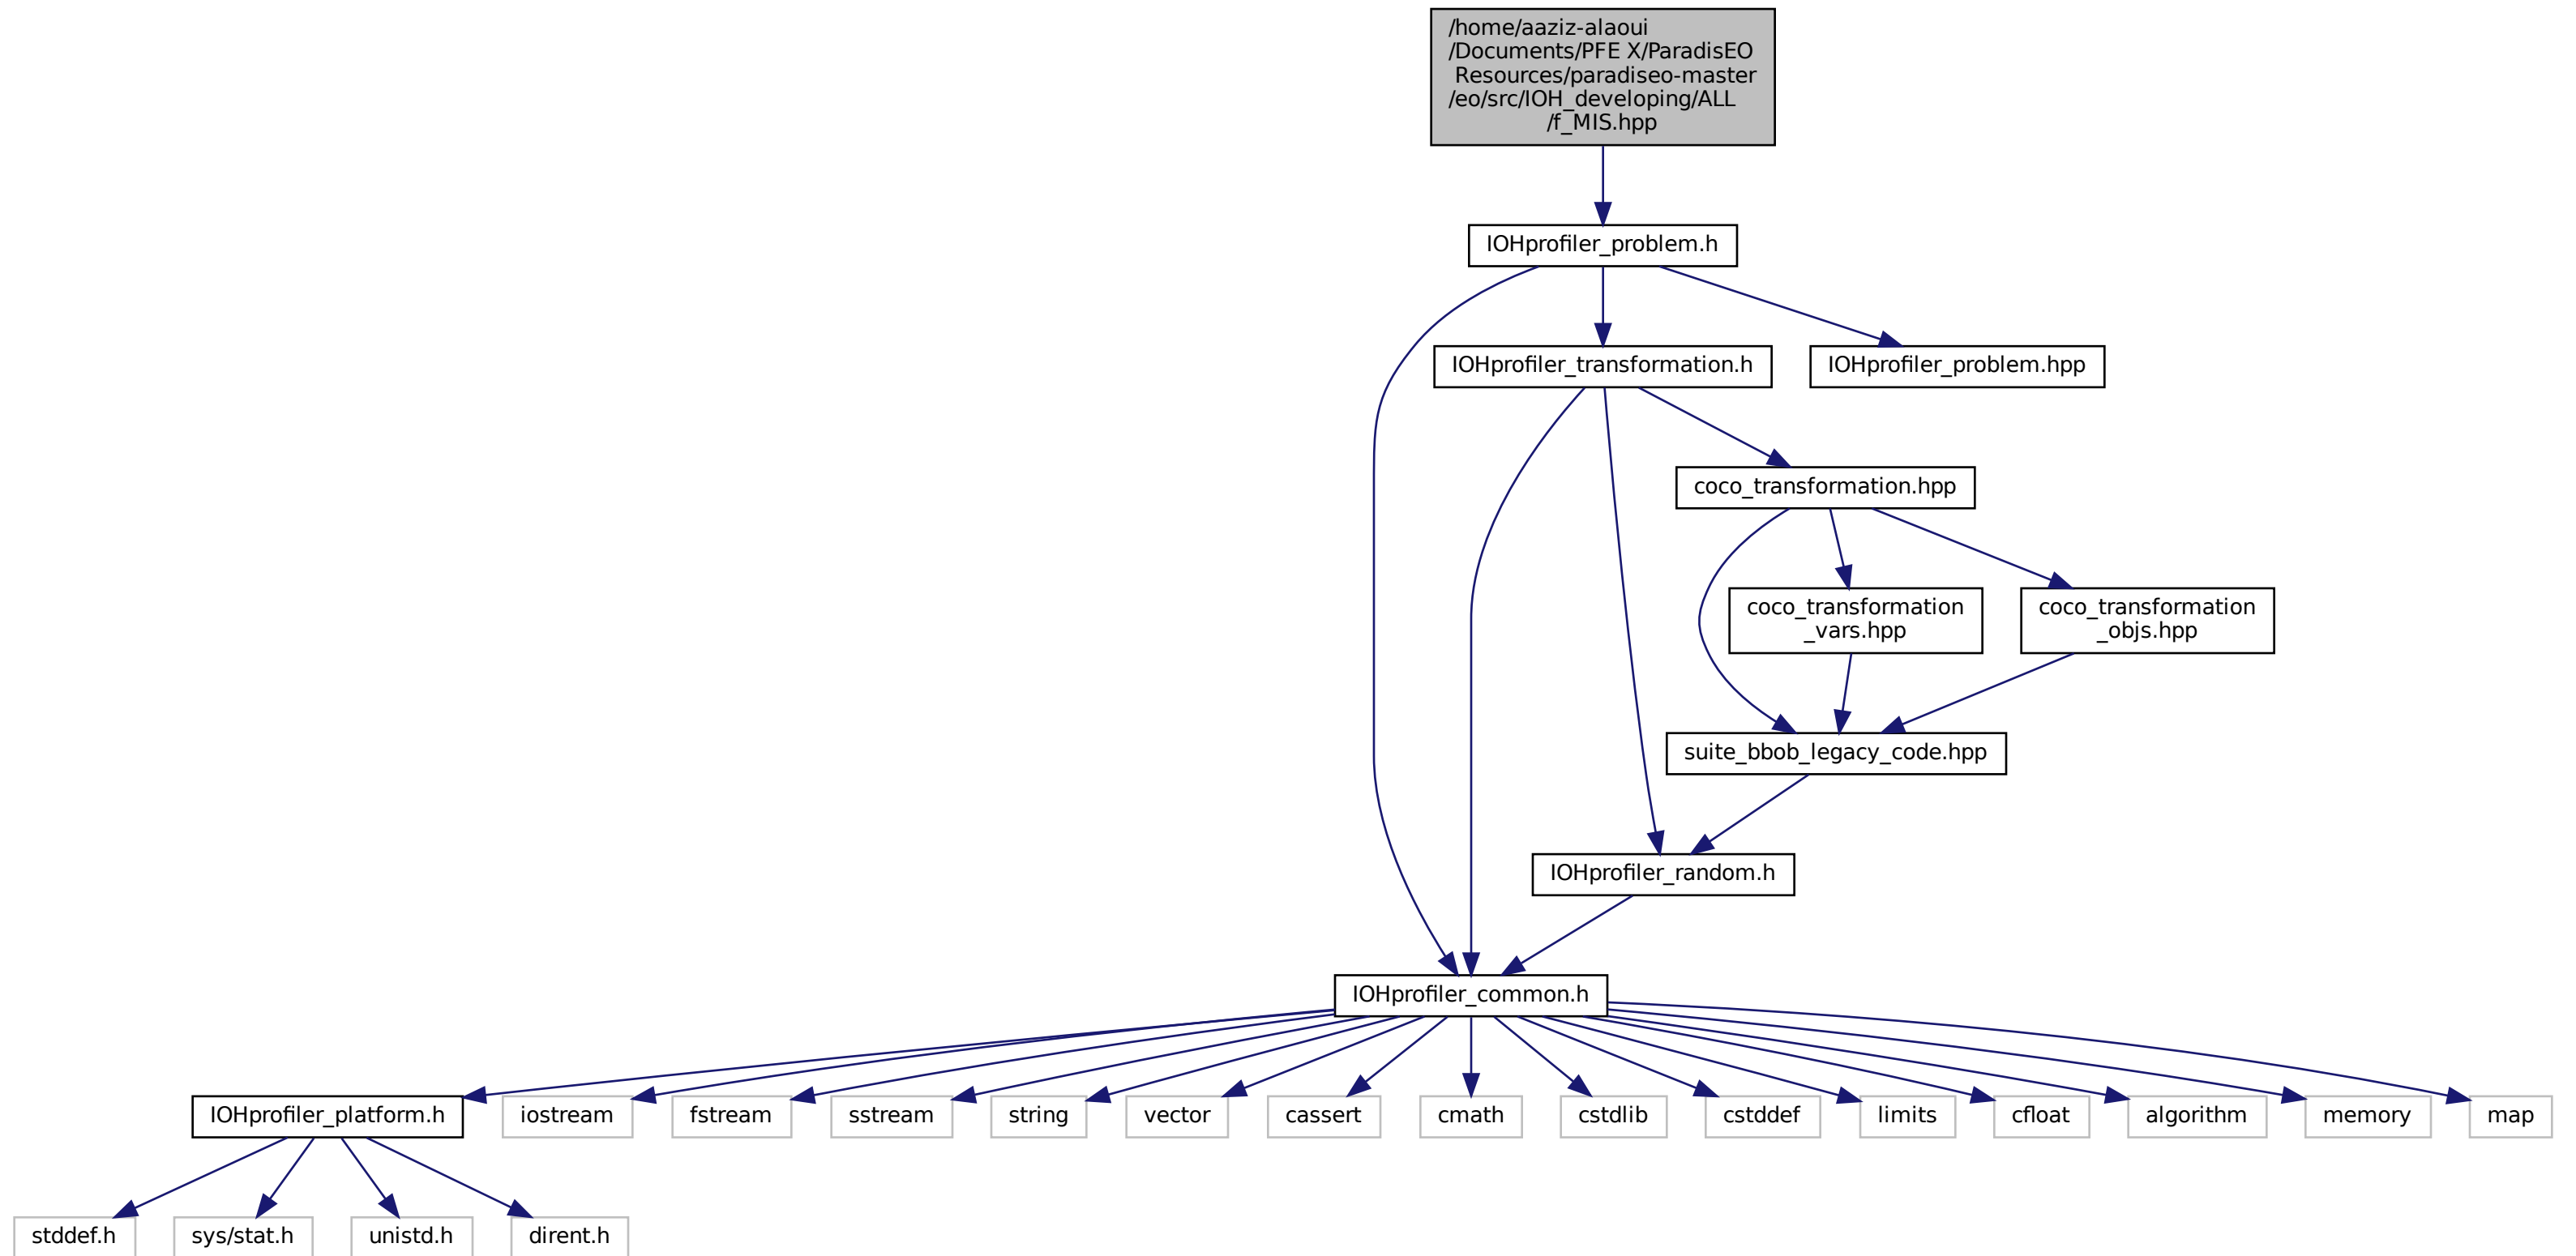 /home/aaziz-alaoui
/Documents/PFE X/ParadisEO
Resources/paradiseo-master
/eo/src/IOH_developing/ALL
/f_MIS.hpp
IOHprofiler_problem.h
IOHprofiler_transformation.h
IOHprofiler_problem.hpp
coco_transformation.hpp
coco_transformation
_vars.hpp
coco_transformation
_objs.hpp
suite_bbob_legacy_code.hpp
IOHprofiler_random.h
IOHprofiler_common.h
IOHprofiler_platform.h
iostream
fstream
sstream
string
vector
cassert
cmath
cstdlib
cstddef
limits
cfloat
algorithm
memory
map
stddef.h
sys/stat.h
unistd.h
dirent.h